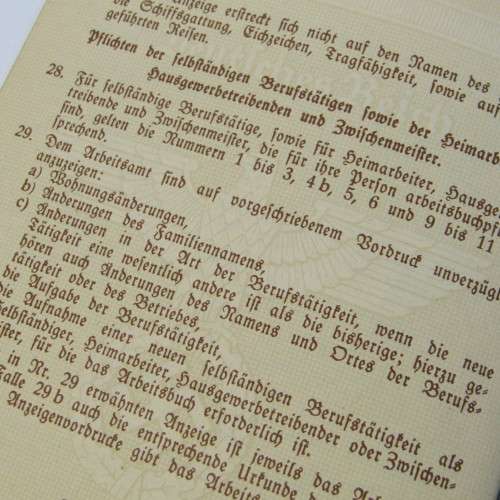 Anzeige erstreckt sich nicht auf den Namen des
die Schiffsgattung, Eichzeichen, Tragfähigkeit, sowie auf
geführten Reisen.
Pflichten der selbständigen Berufstätigen sowie der Heimarbei
Hausgewerbetreibenden und Zwischenmeister.
28. Für selbständige Berufstätige, sowie für Heimarbeiter, Hausge
treibende und Zwischenmeister, die für ihre Person arbeitsbuchpfl
sind, gelten die Nummern 1 bis 3, 4b, 5, 6 und 9 bis 11
sprechend.
29. Dem Arbeitsamt sind auf vorgeschriebenem Vordruck unverzügl
anzuzeigen:
a) Wohnungsänderungen,
b) Änderungen des Familiennamens,
c) Änderungen in der Art der Berufstätigkeit, wenn die neue
Tätigkeit eine wesentlich andere ist als die bisherige; hierzu ge-
hören auch Änderungen des Namens und Ortes der Berufs-
tätigkeit oder des Betriebes,
die Aufgabe der Berufstätigkeit,
die Aufnahme einer neuen selbständigen Berufstätigkeit als
selbständiger, Heimarbeiter, Hausgewerbetreibender oder Zwischen-
ister, für die das Arbeitsbuch erforderlich ist.
in Nr. 29 erwähnten Anzeige ist jeweils das Ar
Falle 29b auch die entsprechende Urkunde
Anzeigenvordrucke gibt das Arbeits